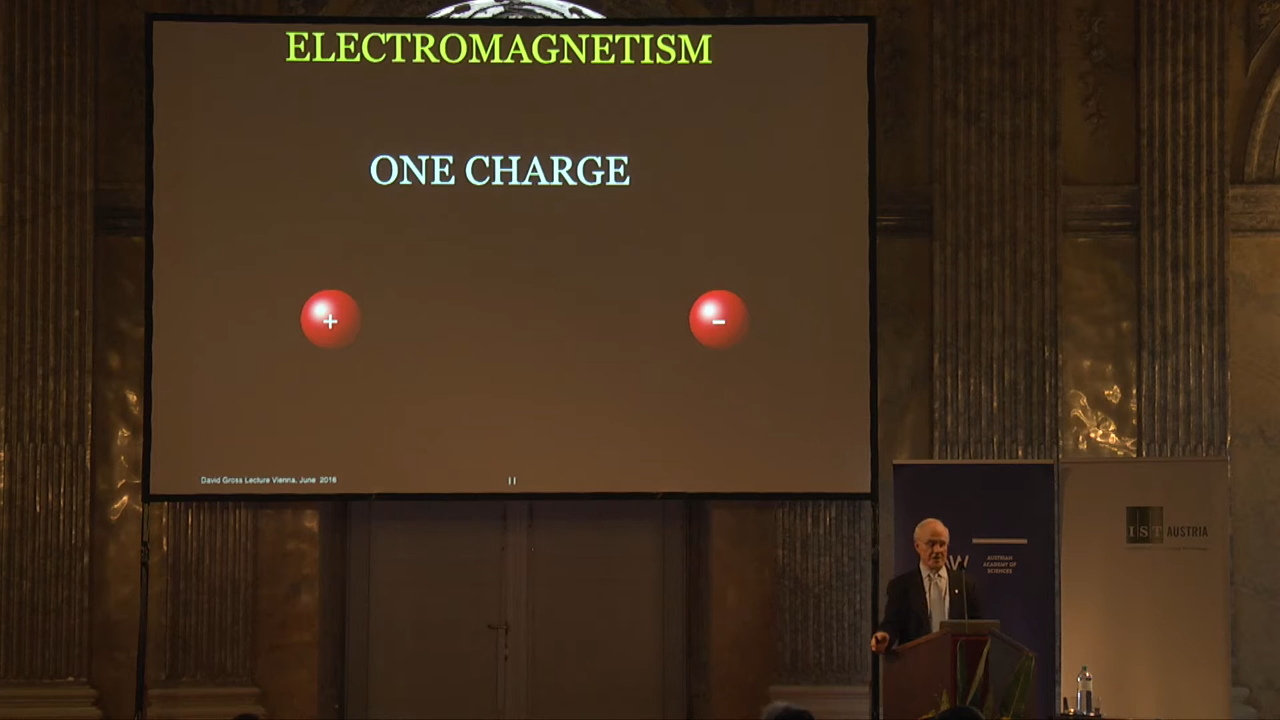 ELECTROMAGNETISM
ONE CHARGE
+
-
David Gross Lecture Vienna, June 2016
11
W
AUSTRIAN
ACADEMY OF
SCIENCES
IST AUSTRIA